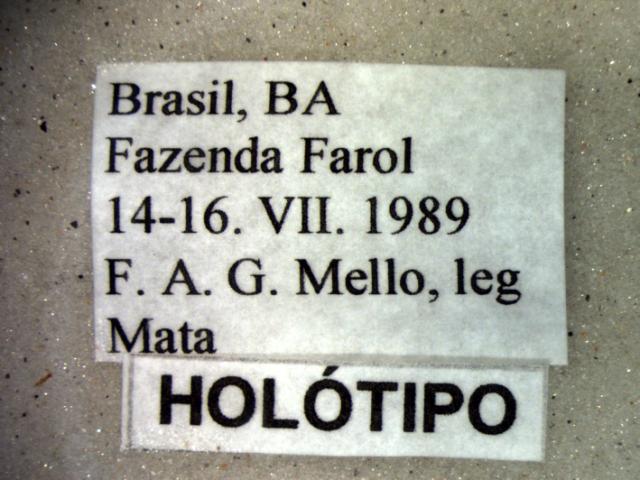 Brasil, BA
Fazenda Farol
14-16. VII. 1989
F. A. G. Mello, leg
Mata
HOLÓTIPO